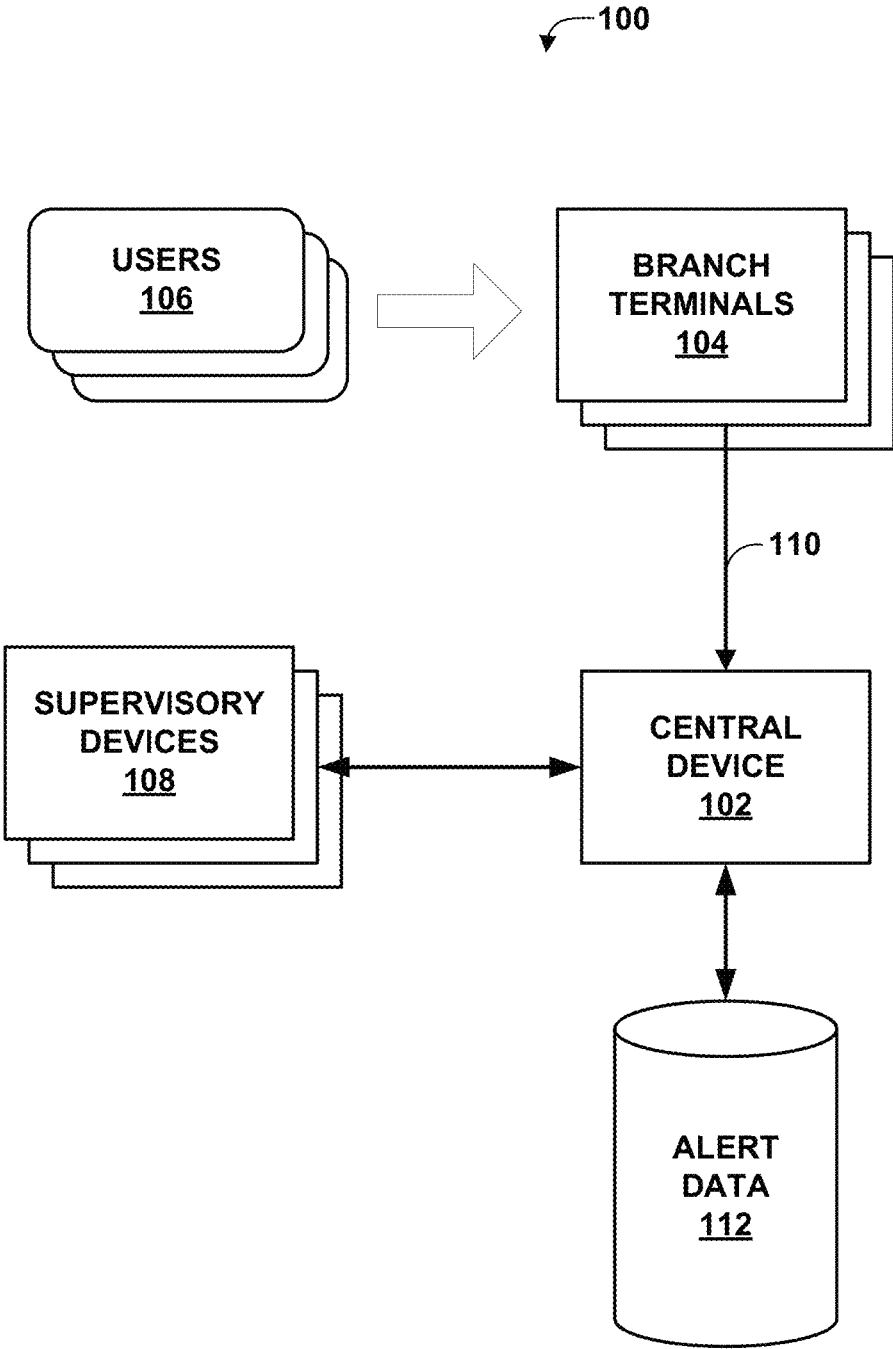 100
USERS
106
BRANCH
TERMINALS
104
110
SUPERVISORY
DEVICES
108
CENTRAL
DEVICE
102
ALERT
DATA
112